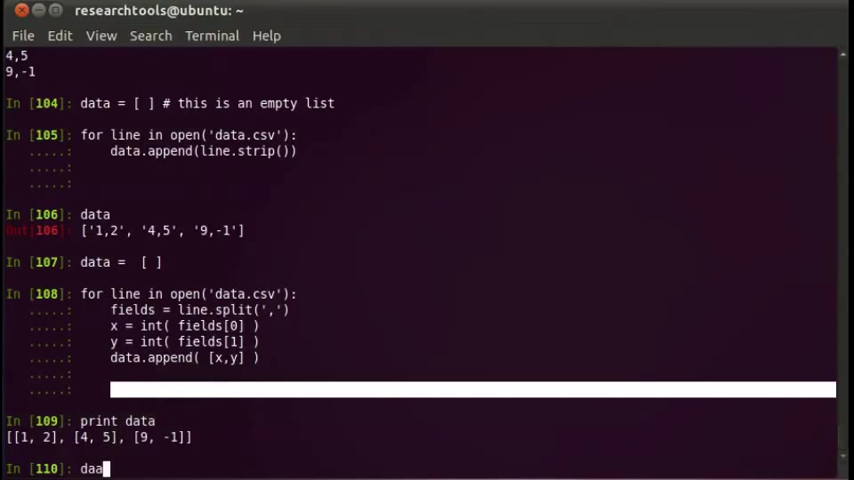 researchtools@ubuntu: ~
File Edit View Search Terminal Help
4,5
9,-1
In [104]: data = [ ] # this is an empty list
In [105]: for line in open('data.csv'):
.....:     data.append(line.strip())
.....:
.....:
In [106]: data
Out[106]: ['1,2', '4,5', '9,-1']
In [107]: data =  [ ]
In [108]: for line in open('data.csv'):
.....:     fields = line.split(',')
.....:     x = int( fields[0] )
.....:     y = int( fields[1] )
.....:     data.append( [x,y] )
.....:
.....:
In [109]: print data
[[1, 2], [4, 5], [9, -1]]
In [110]: daa